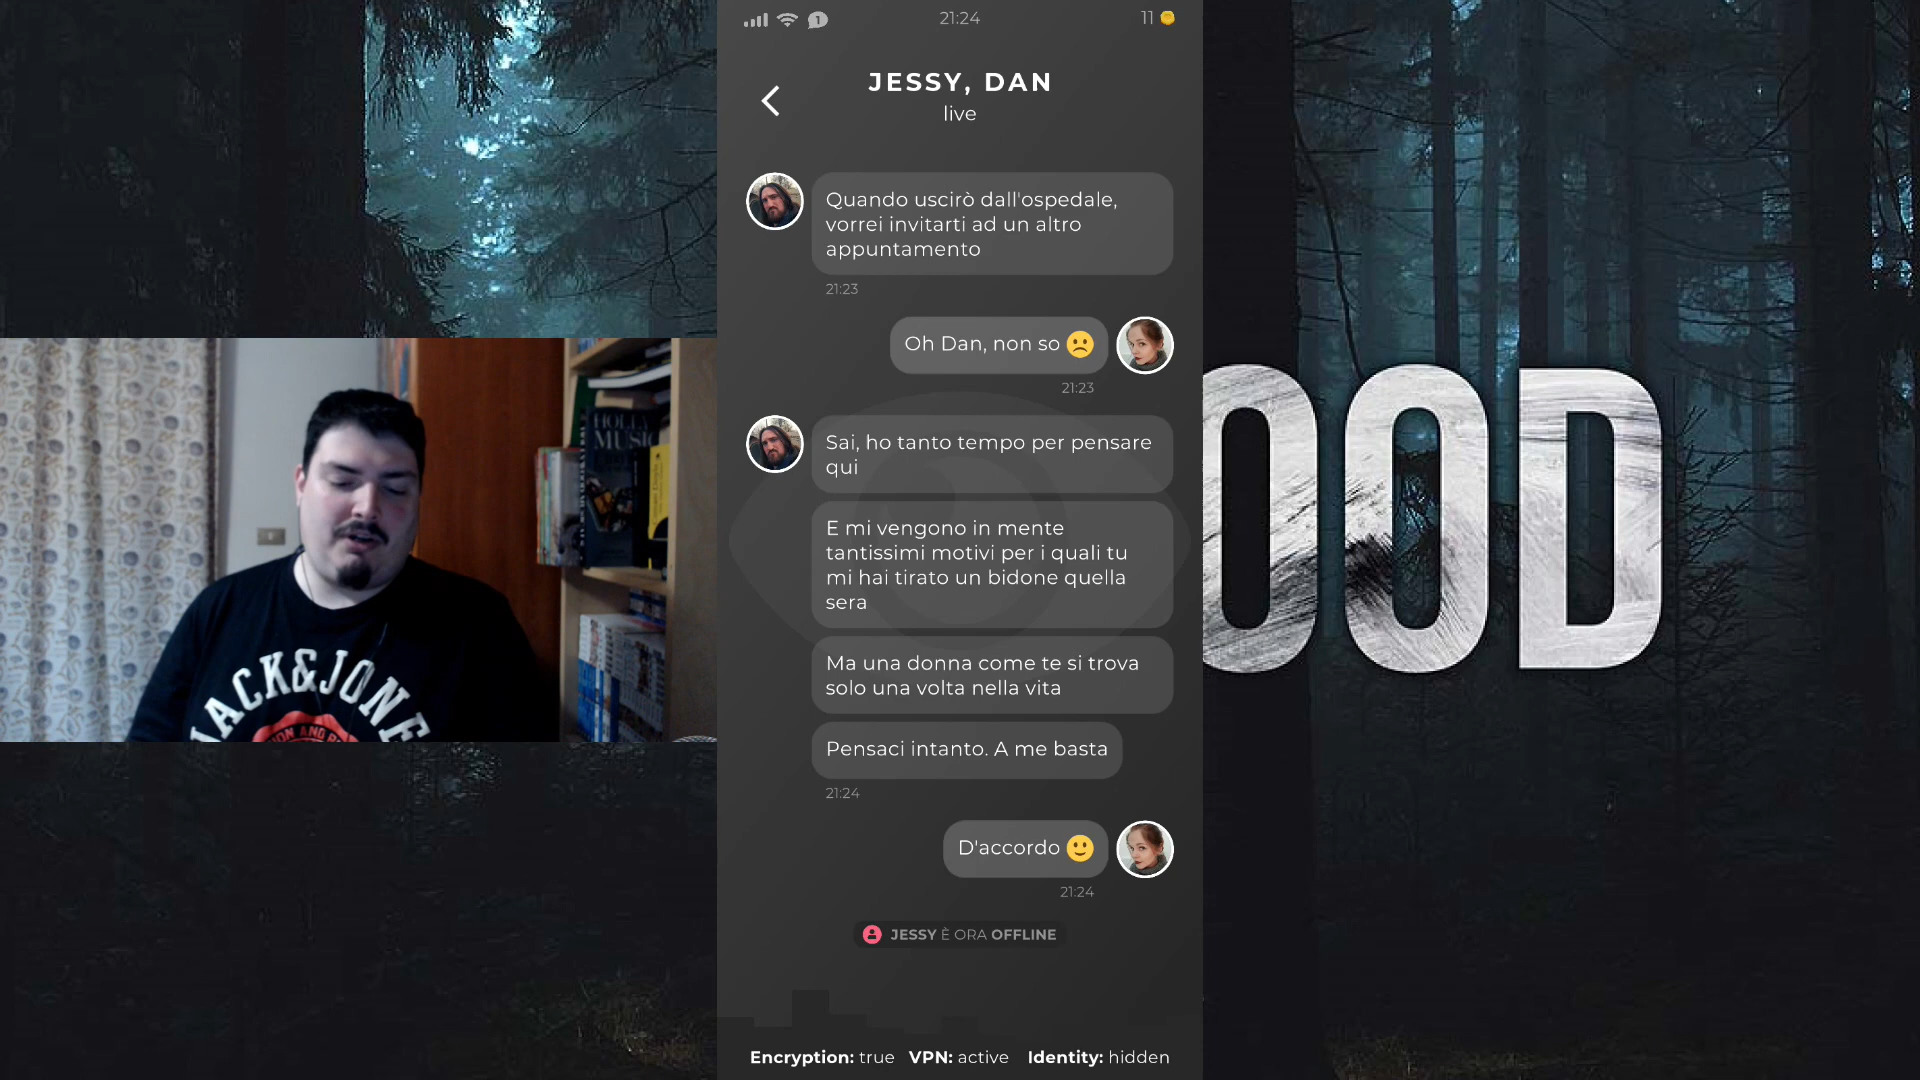 21:24
11
1
JESSY, DAN
live
Quando uscirò dall'ospedale,
vorrei invitarti ad un altro
appuntamento
21:23
Oh Dan, non so
21:23
Sai, ho tanto tempo per pensare
qui
E mi vengono in mente
tantissimi motivi per i quali tu
mi hai tirato un bidone quella
sera
Ma una donna come te si trova
solo una volta nella vita
Pensaci intanto. A me basta
21:24
D'accordo
21:24
JESSY È ORA OFFLINE
Encryption: true VPN: active Identity: hidden
OOD
JACK&JONE